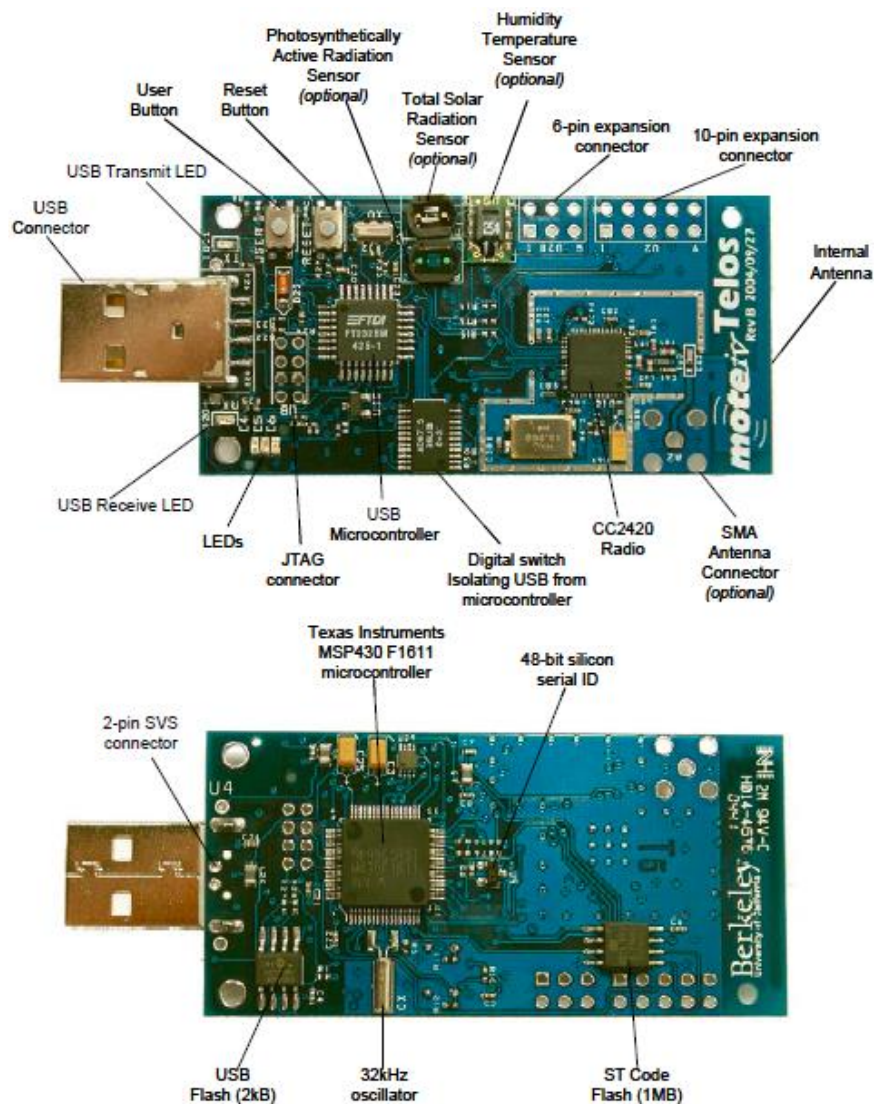 Photosynthetically
Active Radiation
Sensor
(optional)
Humidity
Temperature
Sensor
(optional)
User
Button
Reset
Button
Total Solar
Radiation
Sensor
(optional)
6-pin expansion
connector
10-pin expansion
connector
USB Transmit LED
USB
Connector
Internal
Antenna
USER
RESET
U28
U2
FTDI
moteiv Telos
Rev B 2004/09/27
USB Receive LED
LEDs
JTAG
connector
USB
Microcontroller
Digital switch
Isolating USB from
microcontroller
CC2420
Radio
SMA
Antenna
Connector
(optional)
Texas Instruments
MSP430 F1611
microcontroller
48-bit silicon
serial ID
2-pin SVS
connector
U4
Berkeley
University of California
USB
Flash (2kB)
32kHz
oscillator
ST Code
Flash (1MB)